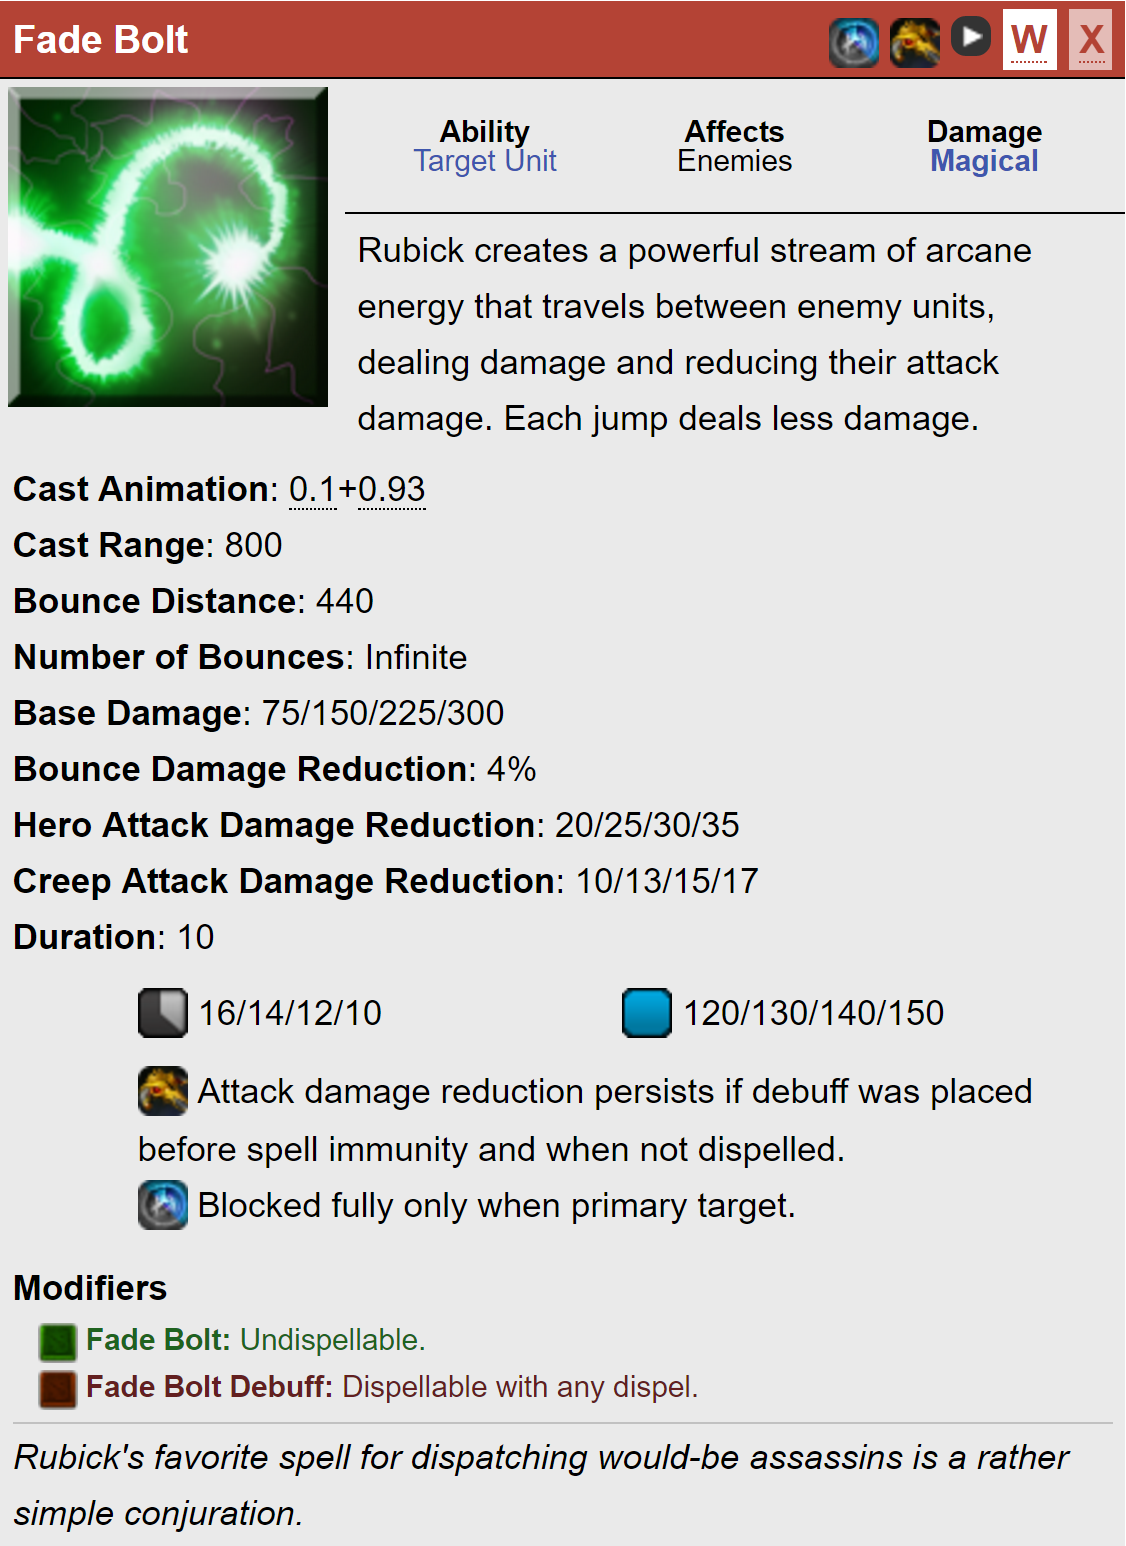 Fade Bolt
W X
Ability Affects Damage
Target Unit Enemies Magical
Rubick creates a powerful stream of arcane
energy that travels between enemy units,
dealing damage and reducing their attack
damage. Each jump deals less damage.
Cast Animation: 0.1+0.93
Cast Range: 800
Bounce Distance: 440
Number of Bounces: Infinite
Base Damage: 75/150/225/300
Bounce Damage Reduction: 4%
Hero Attack Damage Reduction: 20/25/30/35
Creep Attack Damage Reduction: 10/13/15/17
Duration: 10
16/14/12/10 120/130/140/150
Attack damage reduction persists if debuff was placed
before spell immunity and when not dispelled.
Blocked fully only when primary target.
Modifiers
Fade Bolt: Undispellable.
Fade Bolt Debuff: Dispellable with any dispel.
Rubick's favorite spell for dispatching would-be assassins is a rather
simple conjuration.